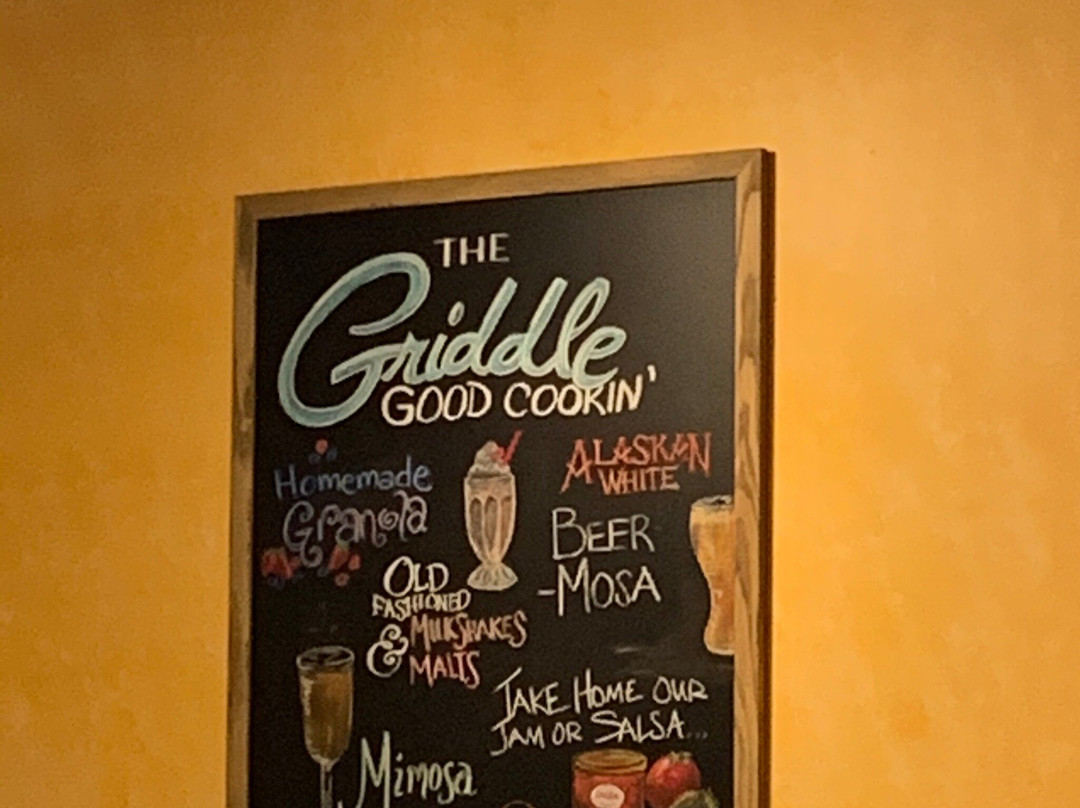 THE
Griddle
GOOD COOKIN'
Homemade
Granola
ALASKAN
WHITE
BEER
-MOSA
OLD
FASHIONED
& MILKSHAKES
MALTS
TAKE HOME OUR
JAM OR SALSA...
Mimosa